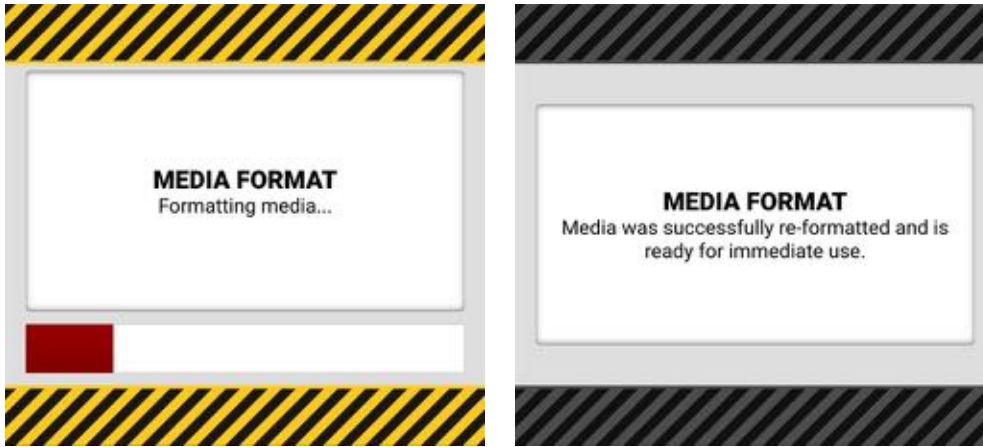 MEDIA FORMAT
Formatting media...
MEDIA FORMAT
Media was successfully re-formatted and is
ready for immediate use.